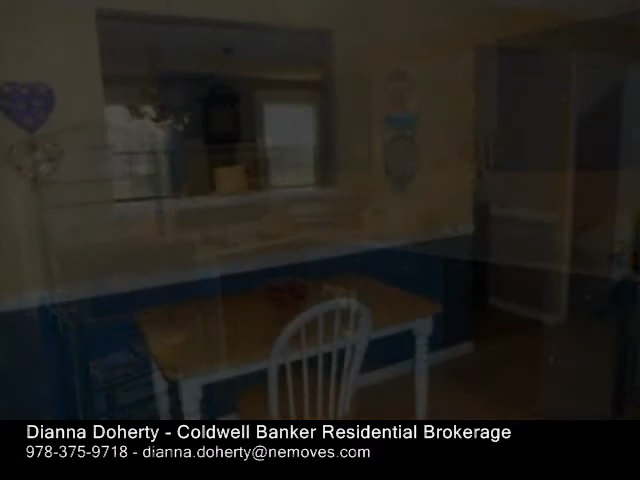 Dianna Doherty - Coldwell Banker Residential Brokerage
978-375-9718 - dianna.doherty@nemoves.com